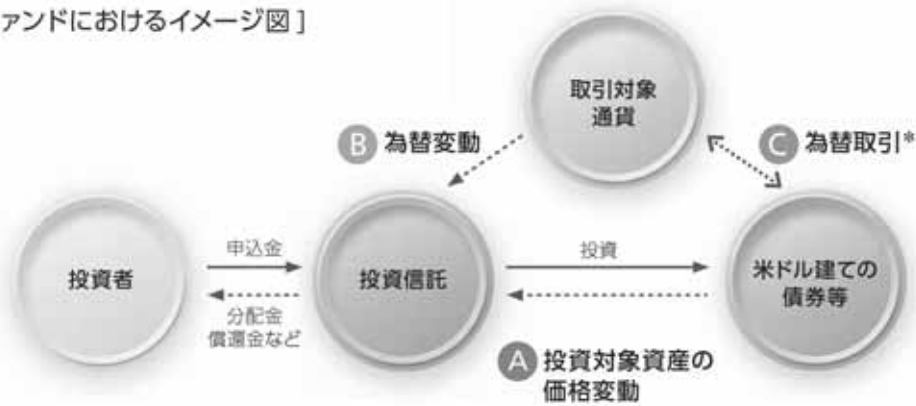 ァンドにおけるイメージ図］
取引対象
通貨
B 為替変動
C 為替取引*
投資者
申込金
分配金
償還金など
投資信託
投資
米ドル建ての
債券等
A 投資対象資産の
価格変動